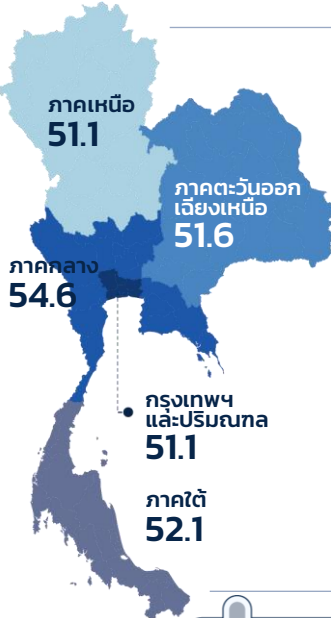 ภาคเหนือ
51.1
ภาคตะวันออก
เฉียงเหนือ
51.6
ภาคกลาง
54.6
กรุงเทพฯ
และปริมณฑล
51.1
ภาคใต้
52.1